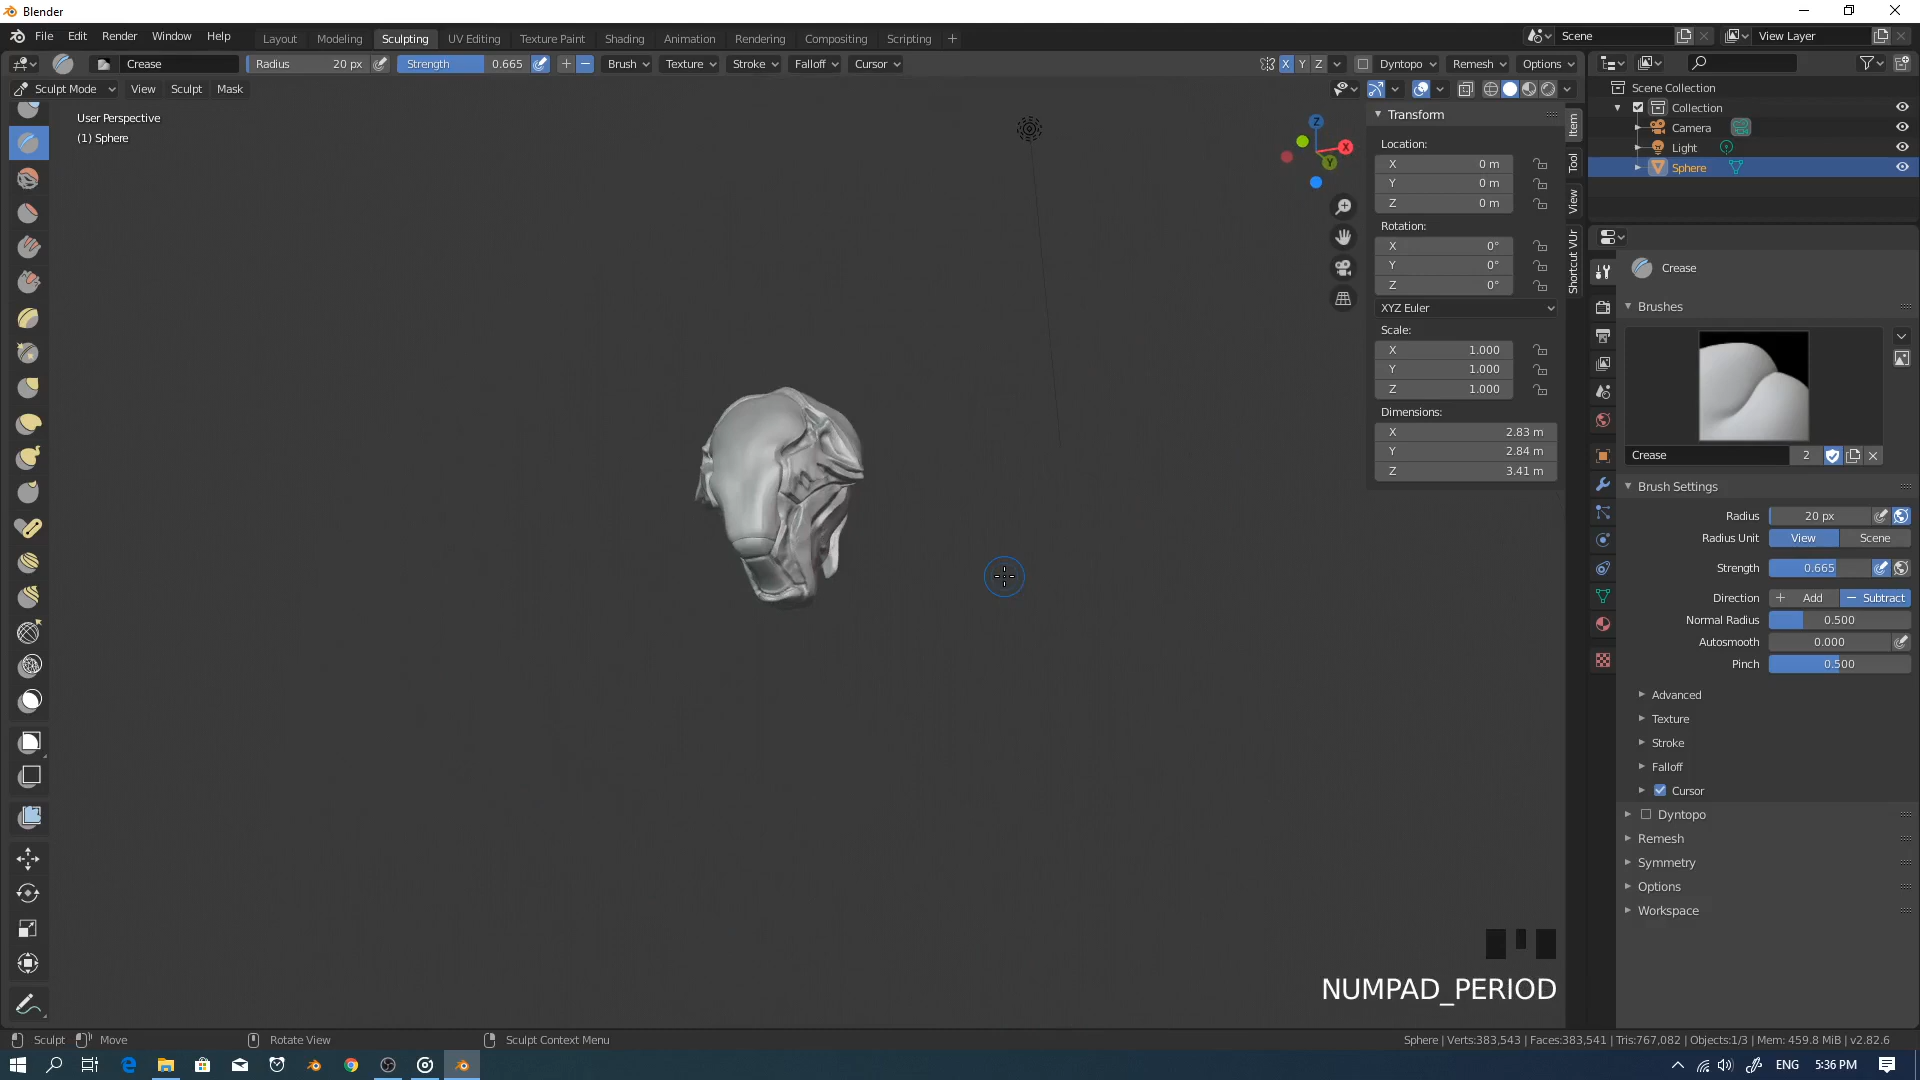 Blender
File Edit Render Window Help
Layout Modeling Sculpting UV Editing Texture Paint Shading Animation Rendering Compositing Scripting +
Scene
View Layer
Crease
Radius 20 px
Strength 0.665
Brush Texture Stroke Falloff Cursor
X Y Z
Dyntopo Remesh Options
Sculpt Mode View Sculpt Mask
User Perspective
(1) Sphere
Z
X
Y
Transform
Location:
X 0 m
Y 0 m
Z 0 m
Rotation:
X 0°
Y 0°
Z 0°
XYZ Euler
Scale:
X 1.000
Y 1.000
Z 1.000
Dimensions:
X 2.83 m
Y 2.84 m
Z 3.41 m
Item
Tool
View
Shortcut VUr
Scene Collection
Collection
Camera
Light
Sphere
Crease
Brushes
Crease 2
Brush Settings
Radius 20 px
Radius Unit View Scene
Strength 0.665
Direction + Add − Subtract
Normal Radius 0.500
Autosmooth 0.000
Pinch 0.500
Advanced
Texture
Stroke
Falloff
Cursor
Dyntopo
Remesh
Symmetry
Options
Workspace
NUMPAD_PERIOD
Sculpt Move Rotate View Sculpt Context Menu
Sphere | Verts:383,543 | Faces:383,541 | Tris:767,082 | Objects:1/3 | Mem: 459.8 MiB | v2.82.6
ENG 5:36 PM